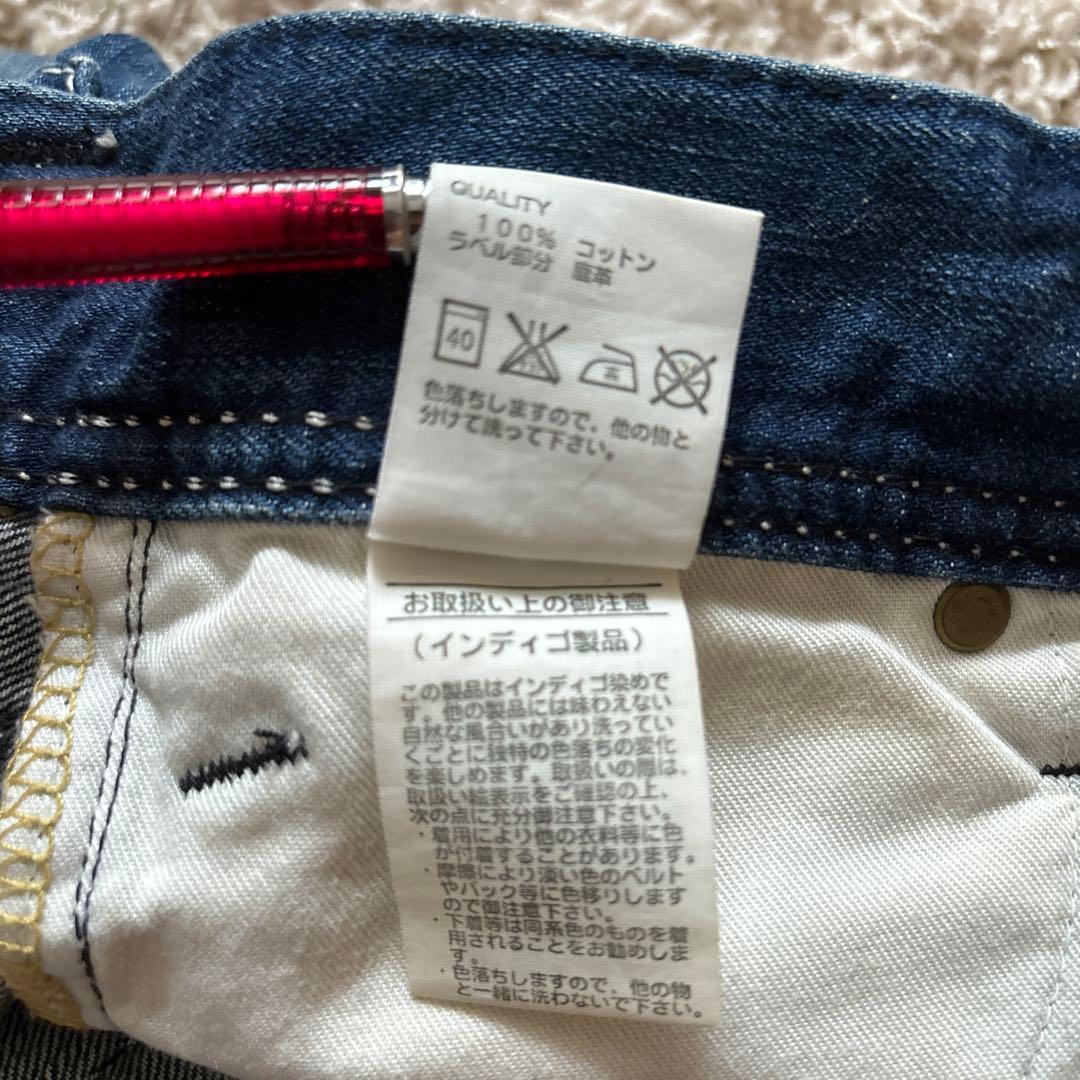 QUALITY
100% コットン
ラベル部分 革
40
高
色落ちしますので、他の物と
分けて洗って下さい。
お取扱い上の御注意
(インディゴ製品)
この製品はインディゴ染めで
す。他の製品には味わえない
自然な風合いがあり洗ってい
くごとに独特の色落ちの変化
を楽しめます。取扱いの際は、
取扱い絵表示をご確認の上、
次の点に充分御注意下さい。
・着用により他の衣料等に色
が付着することがあります。
・摩擦により淡い色のベルト
やバック等に色移りします
ので御注意下さい。
・下着等は同系色のものを着
用されることをお勧めしま
す。
・色落ちしますので、他の物
と一緒に洗わないで下さい。